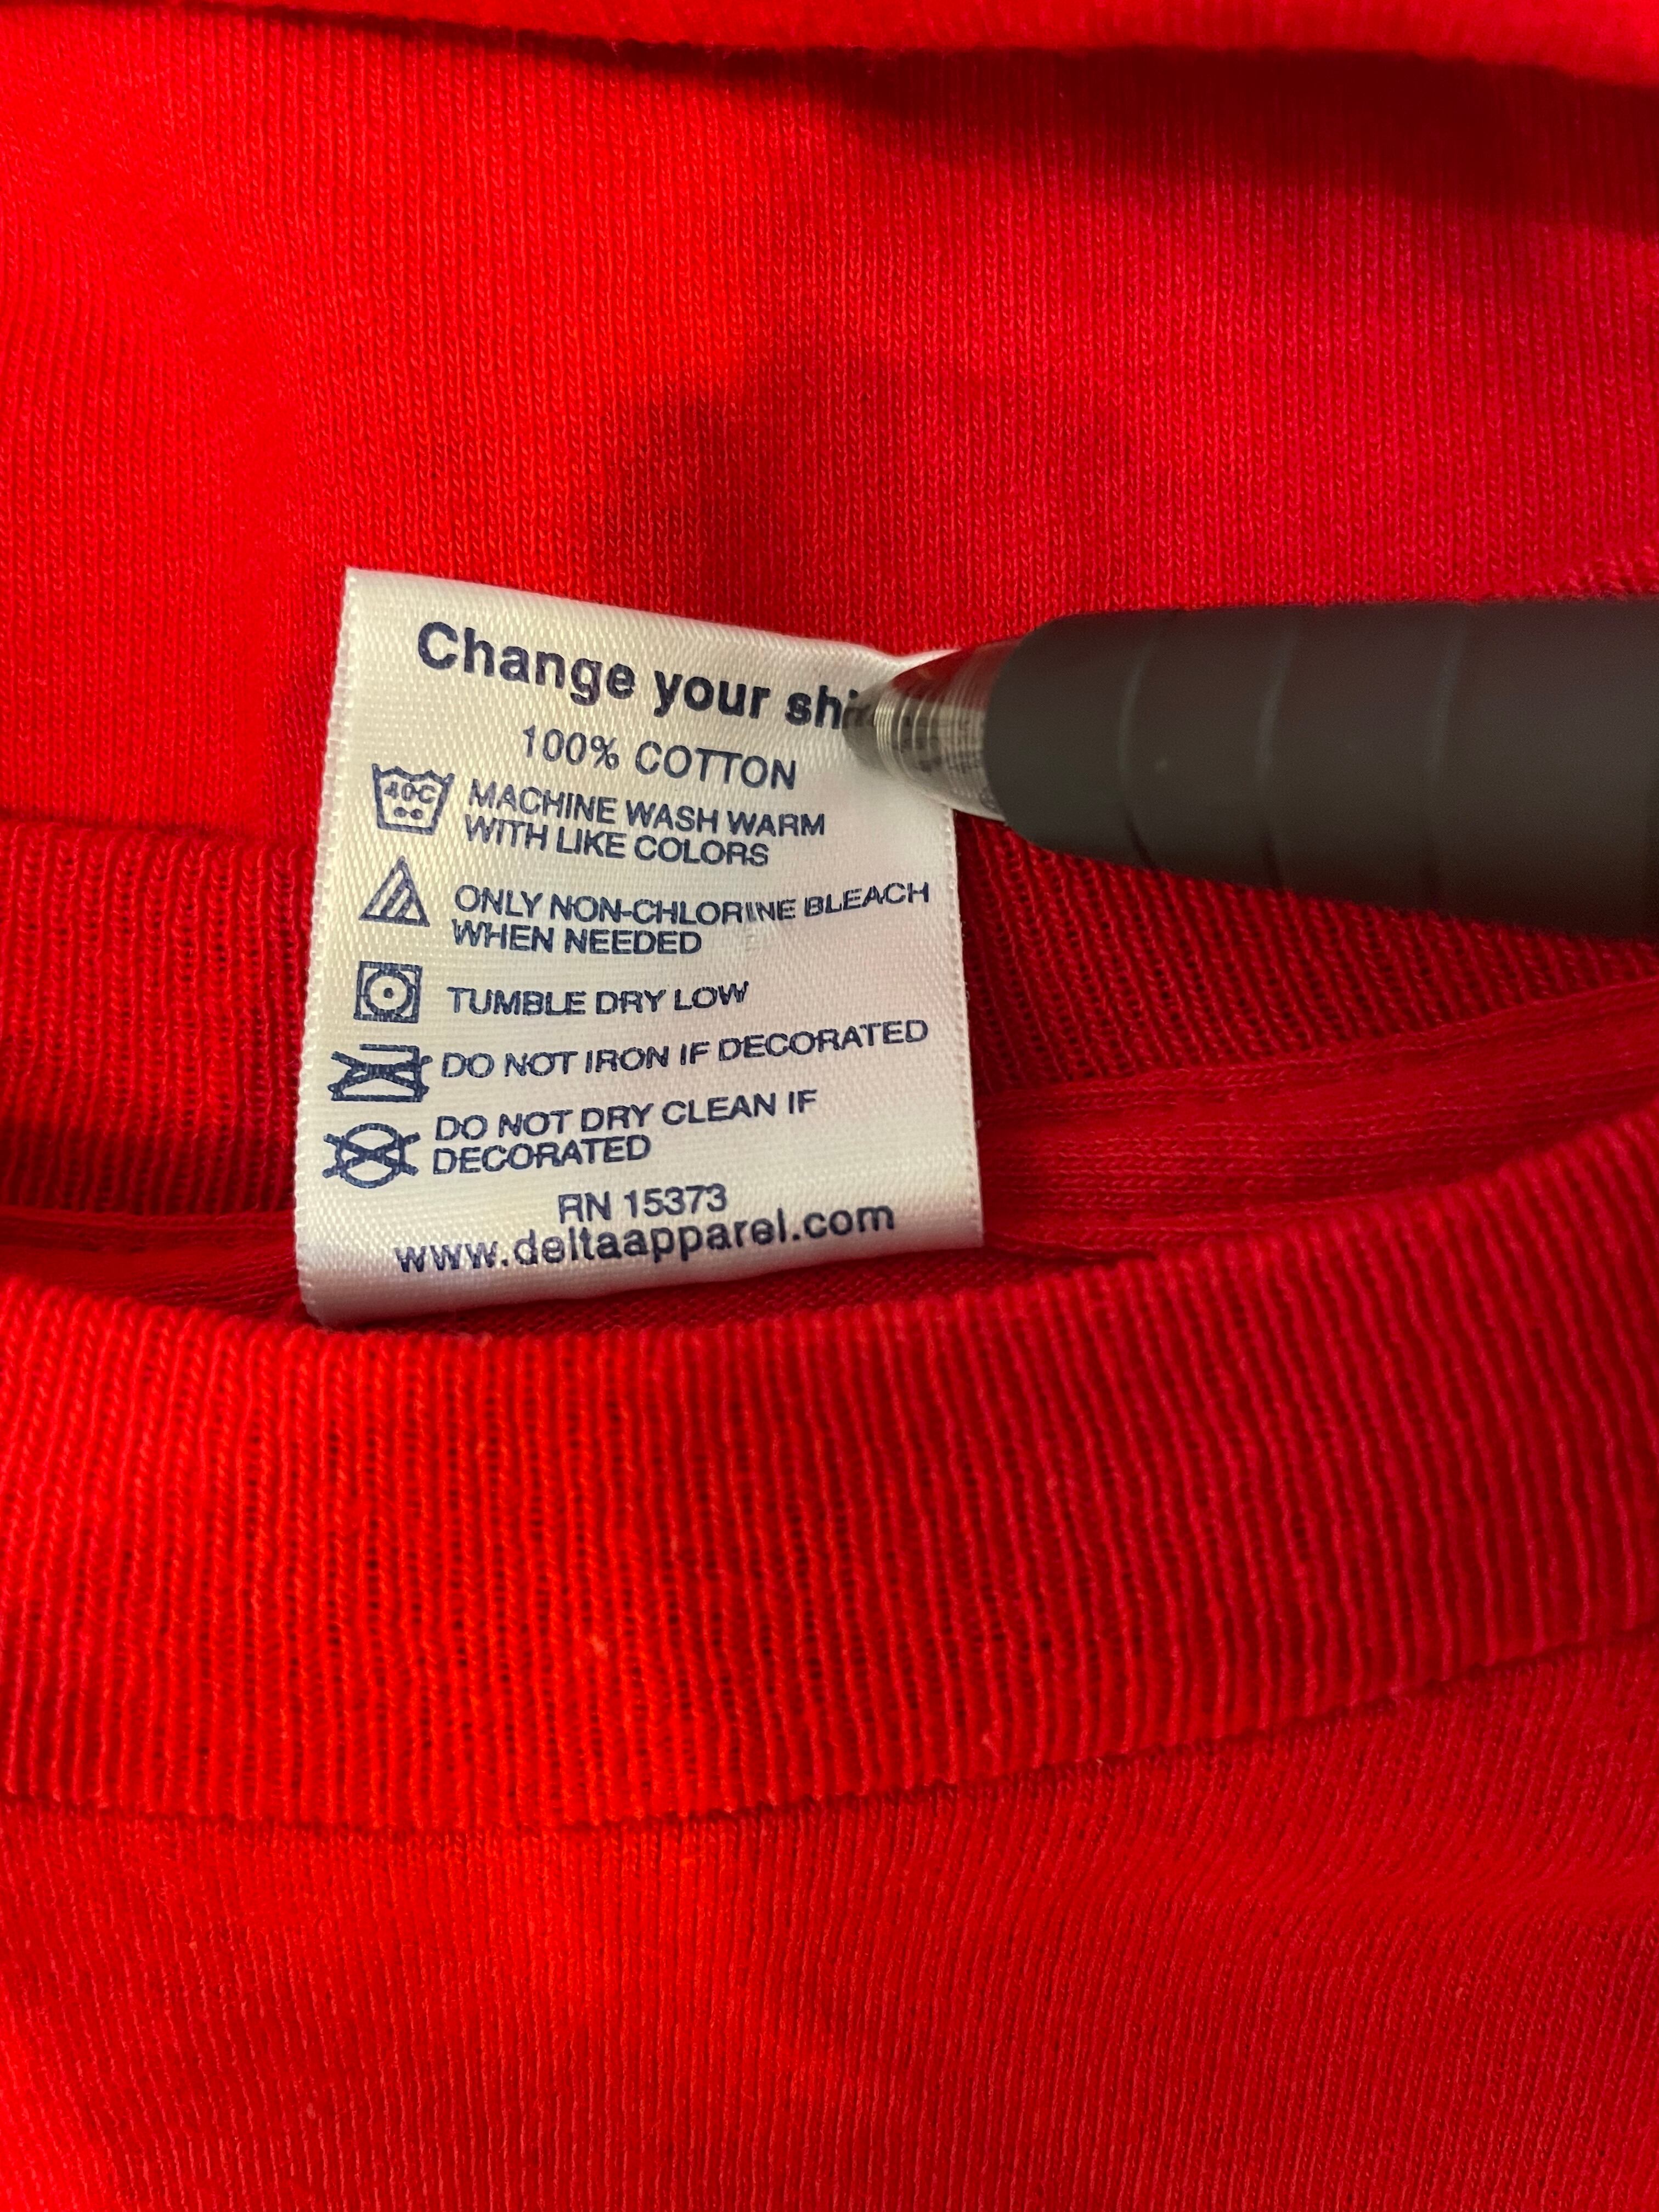 Change your shi
100% COTTON
40C MACHINE WASH WARM
WITH LIKE COLORS
ONLY NON-CHLORINE BLEACH
WHEN NEEDED
TUMBLE DRY LOW
DO NOT IRON IF DECORATED
DO NOT DRY CLEAN IF
DECORATED
RN 15373
www.deltaapparel.com